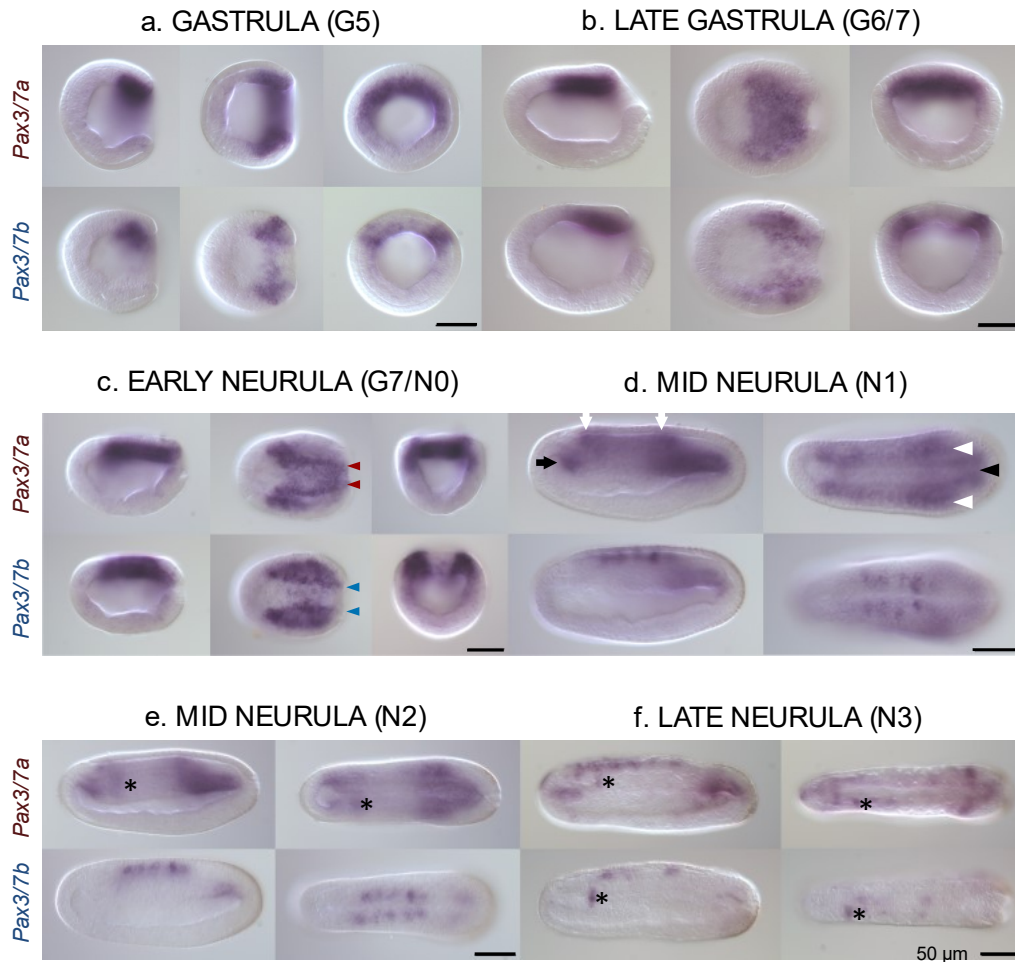 a. GASTRULA (G5)
b. LATE GASTRULA (G6/7)
Pax3/7a
Pax3/7b
c. EARLY NEURULA (G7/N0)
d. MID NEURULA (N1)
Pax3/7a
Pax3/7b
e. MID NEURULA (N2)
f. LATE NEURULA (N3)
Pax3/7a
*
*
*
*
Pax3/7b
*
*
50 µm